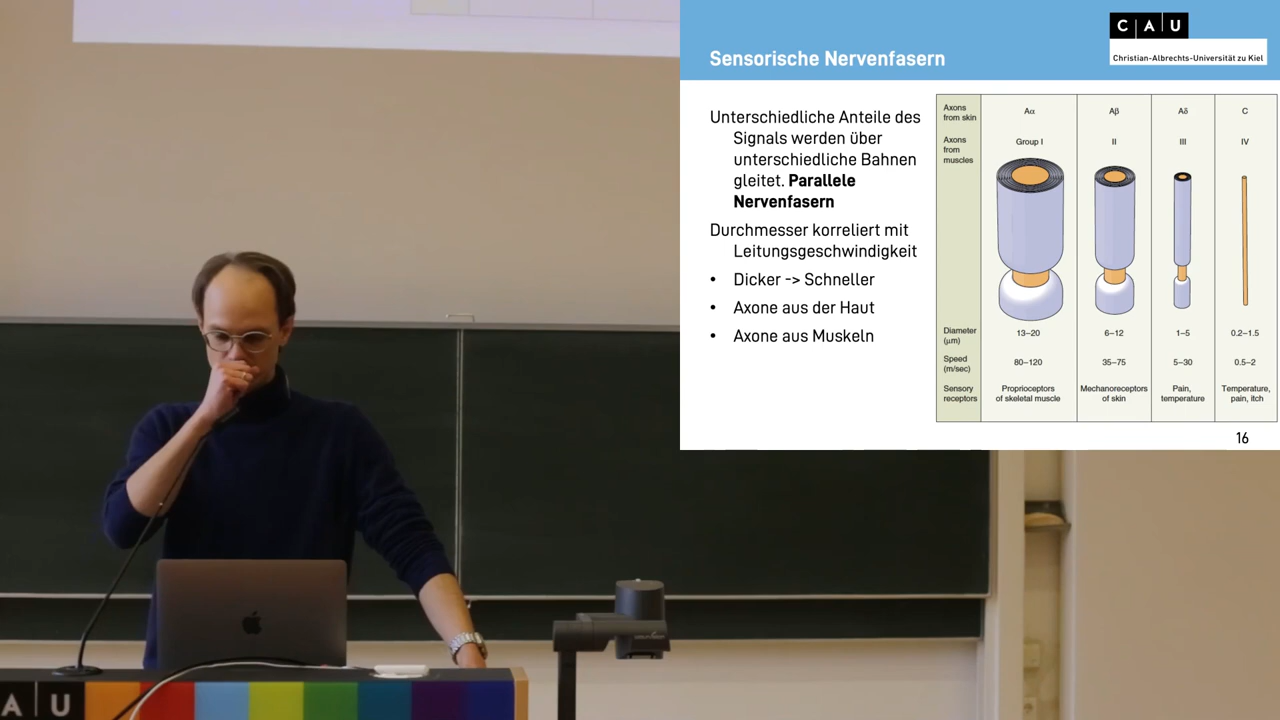 Sensorische Nervenfasern
C A U
Christian-Albrechts-Universität zu Kiel
Unterschiedliche Anteile des
Signals werden über
unterschiedliche Bahnen
gleitet. Parallele
Nervenfasern
Durchmesser korreliert mit
Leitungsgeschwindigkeit
• Dicker -> Schneller
• Axone aus der Haut
• Axone aus Muskeln
Axons
from skin
Aα Aβ Aδ C
Axons
from
muscles
Group I II III IV
Diameter
(μm)
13–20 6–12 1–5 0.2–1.5
Speed
(m/sec)
80–120 35–75 5–30 0.5–2
Sensory
receptors
Proprioceptors
of skeletal muscle
Mechanoreceptors
of skin
Pain,
temperature
Temperature,
pain, itch
16
A U